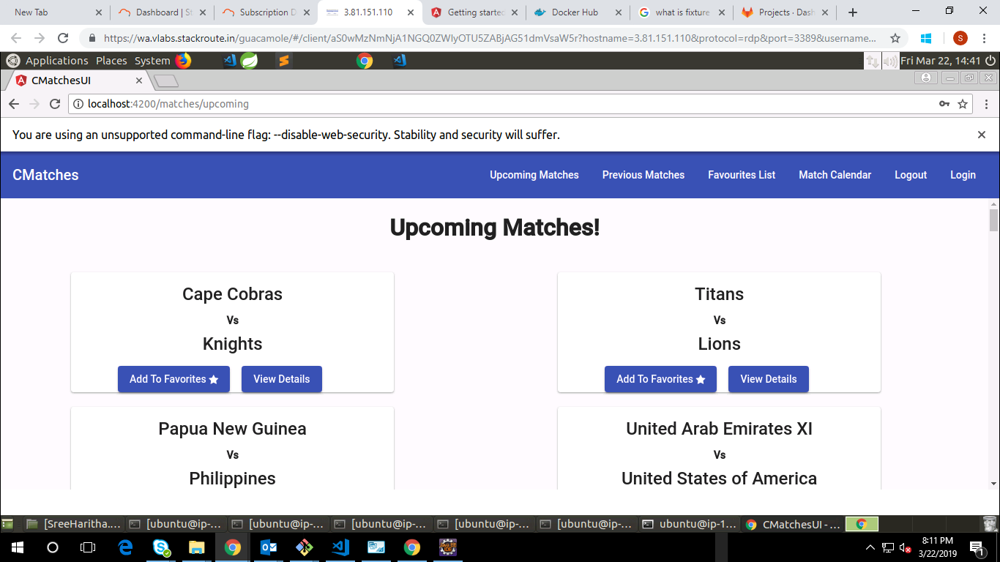 New Tab
Dashboard | St
Subscription D
3.81.151.110
Getting started
Docker Hub
what is fixture
Projects · Dash
https://wa.vlabs.stackroute.in/guacamole/#/client/aS0wMzNmNjA1NGQ0ZWIyOTU5ZABjAG51dmVsaW5r?hostname=3.81.151.110&protocol=rdp&port=3389&username...
S
Applications Places System
Fri Mar 22, 14:41
CMatchesUI
localhost:4200/matches/upcoming
You are using an unsupported command-line flag: --disable-web-security. Stability and security will suffer.
CMatches
Upcoming Matches
Previous Matches
Favourites List
Match Calendar
Logout
Login
Upcoming Matches!
Cape Cobras
Vs
Knights
Add To Favorites
View Details
Titans
Vs
Lions
Add To Favorites
View Details
Papua New Guinea
Vs
Philippines
United Arab Emirates XI
Vs
United States of America
[SreeHaritha....
[ubuntu@ip-...
[ubuntu@ip-...
[ubuntu@ip-...
[ubuntu@ip-...
[ubuntu@ip-...
ubuntu@ip-1...
CMatchesUI - ...
8:11 PM
3/22/2019
1